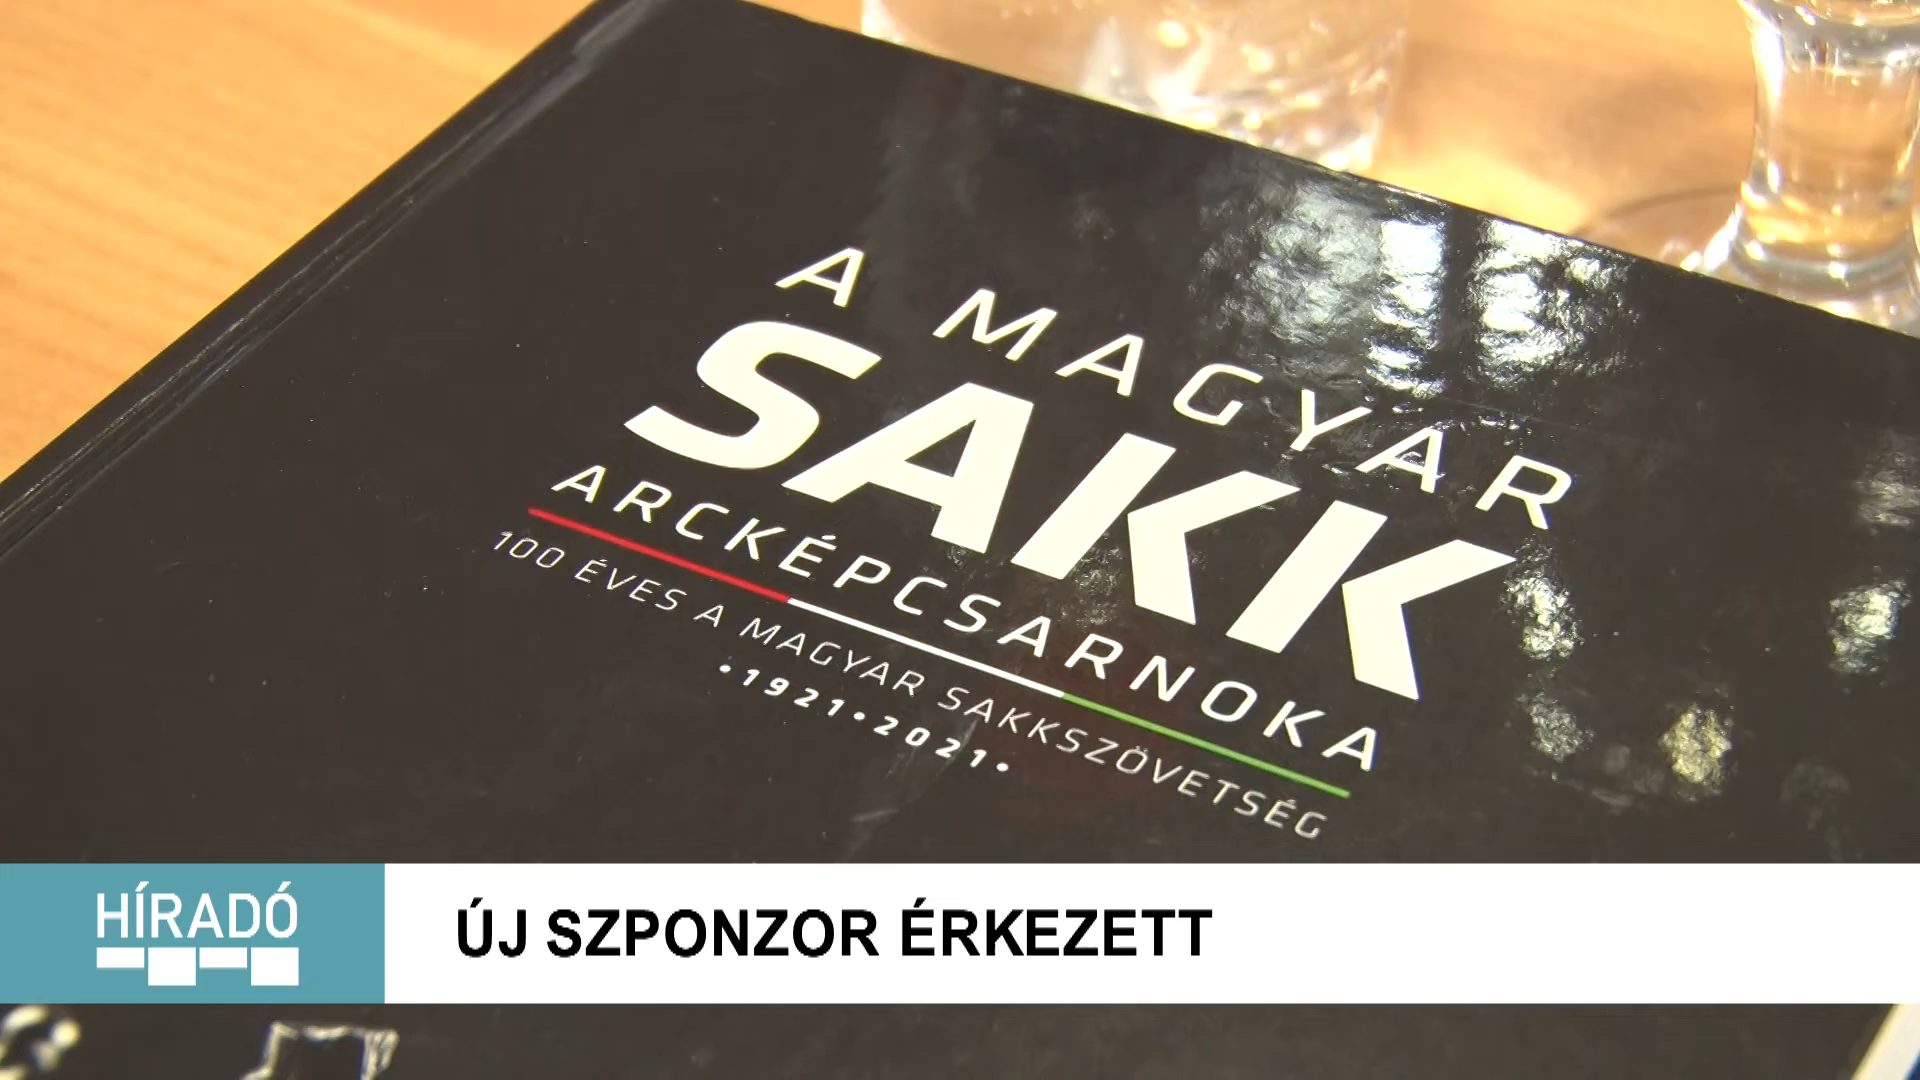 A MAGYAR
SAKK
ARCKÉPCSARNOKA
100 ÉVES A MAGYAR SAKKSZÖVETSÉG
•1921•2021•
HÍRADÓ
ÚJ SZPONZOR ÉRKEZETT